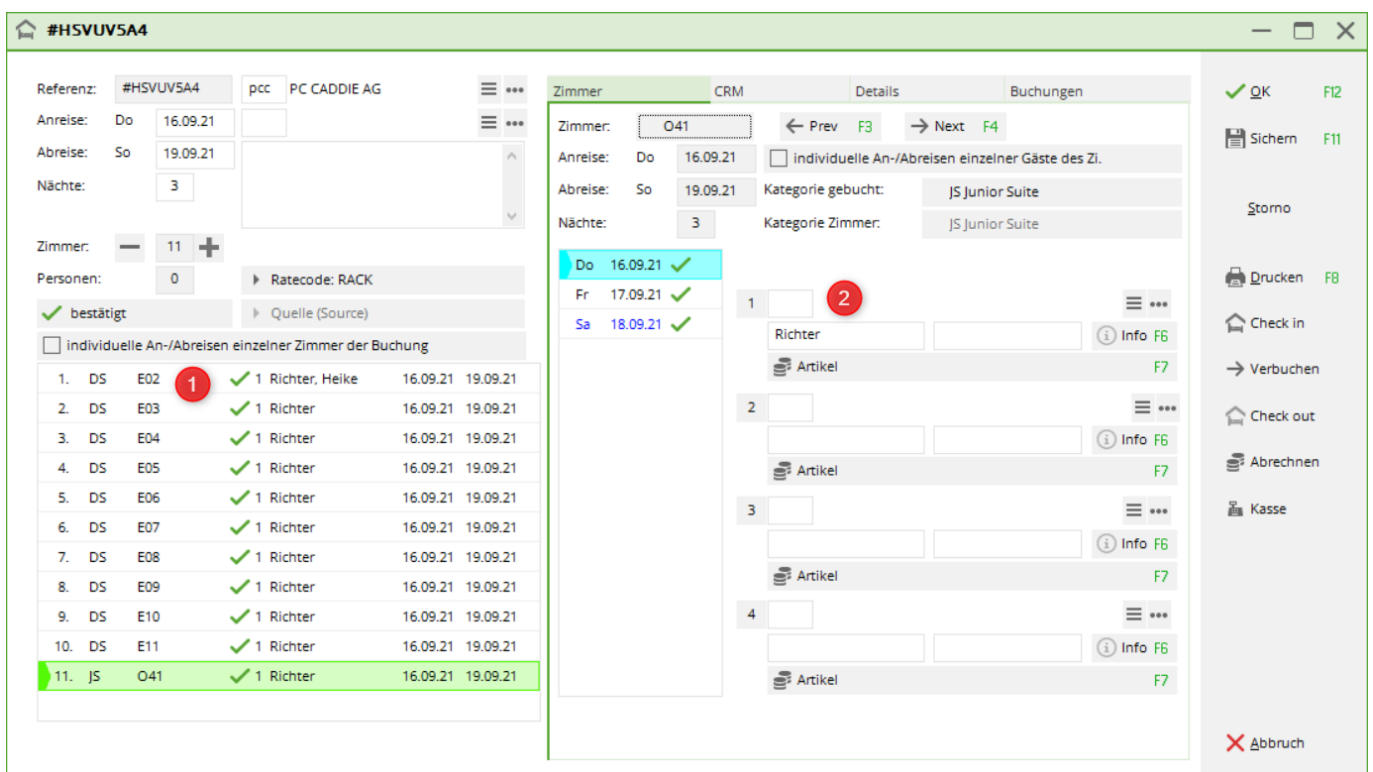 #HSVUV5A4
Referenz: #HSVUV5A4 pcc PC CADDIE AG
Anreise: Do 16.09.21
Abreise: So 19.09.21
Nächte: 3
Zimmer: 11
Personen: 0 Ratecode: RACK
bestätigt Quelle (Source)
individuelle An-/Abreisen einzelner Zimmer der Buchung
1. DS E02 1 1 Richter, Heike 16.09.21 19.09.21
2. DS E03 1 Richter 16.09.21 19.09.21
3. DS E04 1 Richter 16.09.21 19.09.21
4. DS E05 1 Richter 16.09.21 19.09.21
5. DS E06 1 Richter 16.09.21 19.09.21
6. DS E07 1 Richter 16.09.21 19.09.21
7. DS E08 1 Richter 16.09.21 19.09.21
8. DS E09 1 Richter 16.09.21 19.09.21
9. DS E10 1 Richter 16.09.21 19.09.21
10. DS E11 1 Richter 16.09.21 19.09.21
11. JS O41 1 Richter 16.09.21 19.09.21
Zimmer CRM Details Buchungen
Zimmer: O41 Prev F3 Next F4
Anreise: Do 16.09.21 individuelle An-/Abreisen einzelner Gäste des Zi.
Abreise: So 19.09.21 Kategorie gebucht: JS Junior Suite
Nächte: 3 Kategorie Zimmer: JS Junior Suite
Do 16.09.21
Fr 17.09.21
Sa 18.09.21
1 2
Richter Info F6
Artikel F7
2
Info F6
Artikel F7
3
Info F6
Artikel F7
4
Info F6
Artikel F7
OK F12
Sichern F11
Storno
Drucken F8
Check in
Verbuchen
Check out
Abrechnen
Kasse
Abbruch